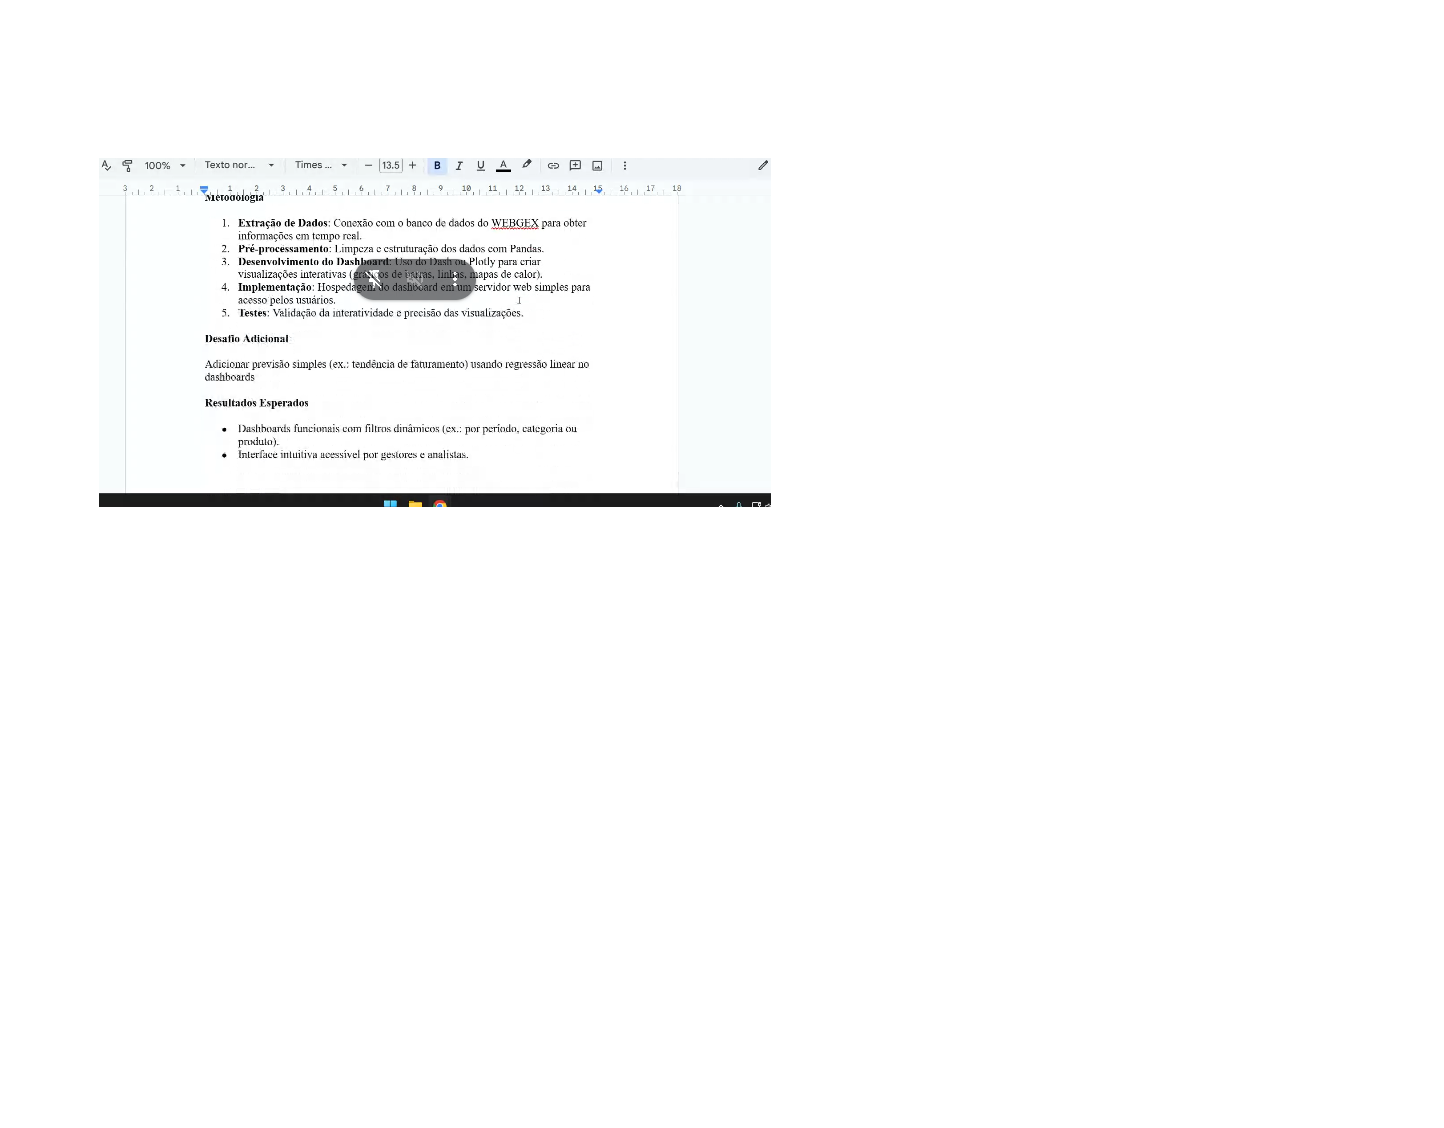 100% Texto nor... Times ... − 13.5 + B I U A
3 2 1 1 2 3 4 5 6 7 8 9 10 11 12 13 14 15 16 17 18
Metodologia
1. Extração de Dados: Conexão com o banco de dados do WEBGEX para obter
informações em tempo real.
2. Pré-processamento: Limpeza e estruturação dos dados com Pandas.
3. Desenvolvimento do Dashboard: Uso do Dash ou Plotly para criar
visualizações interativas (gráficos de barras, linhas, mapas de calor).
4. Implementação: Hospedagem do dashboard em um servidor web simples para
acesso pelos usuários.
5. Testes: Validação da interatividade e precisão das visualizações.
Desafio Adicional
Adicionar previsão simples (ex.: tendência de faturamento) usando regressão linear no
dashboards
Resultados Esperados
● Dashboards funcionais com filtros dinâmicos (ex.: por período, categoria ou
produto).
● Interface intuitiva acessível por gestores e analistas.